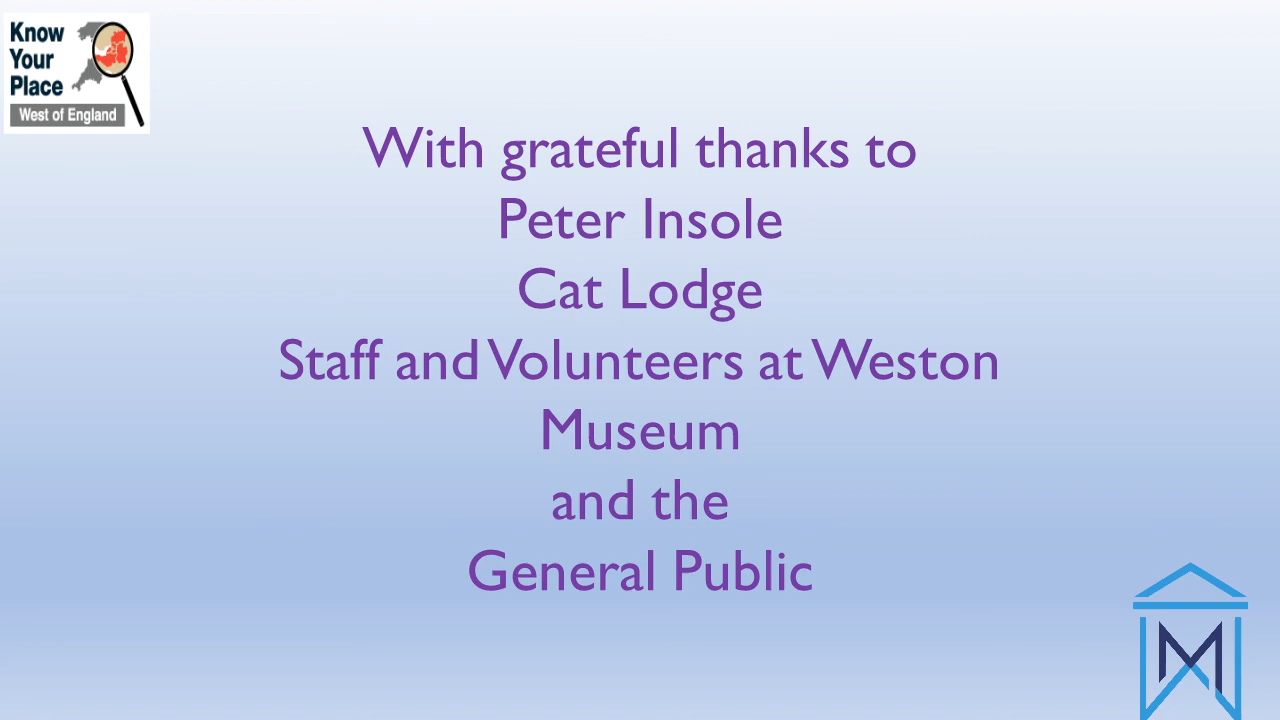 Know
Your
Place
West of England
With grateful thanks to
Peter Insole
Cat Lodge
Staff and Volunteers at Weston
Museum
and the
General Public